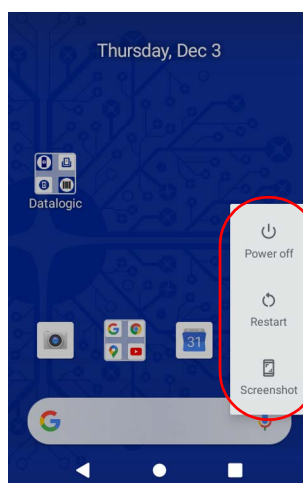 Thursday, Dec 3
Datalogic
Power off
Restart
31
Screenshot
G